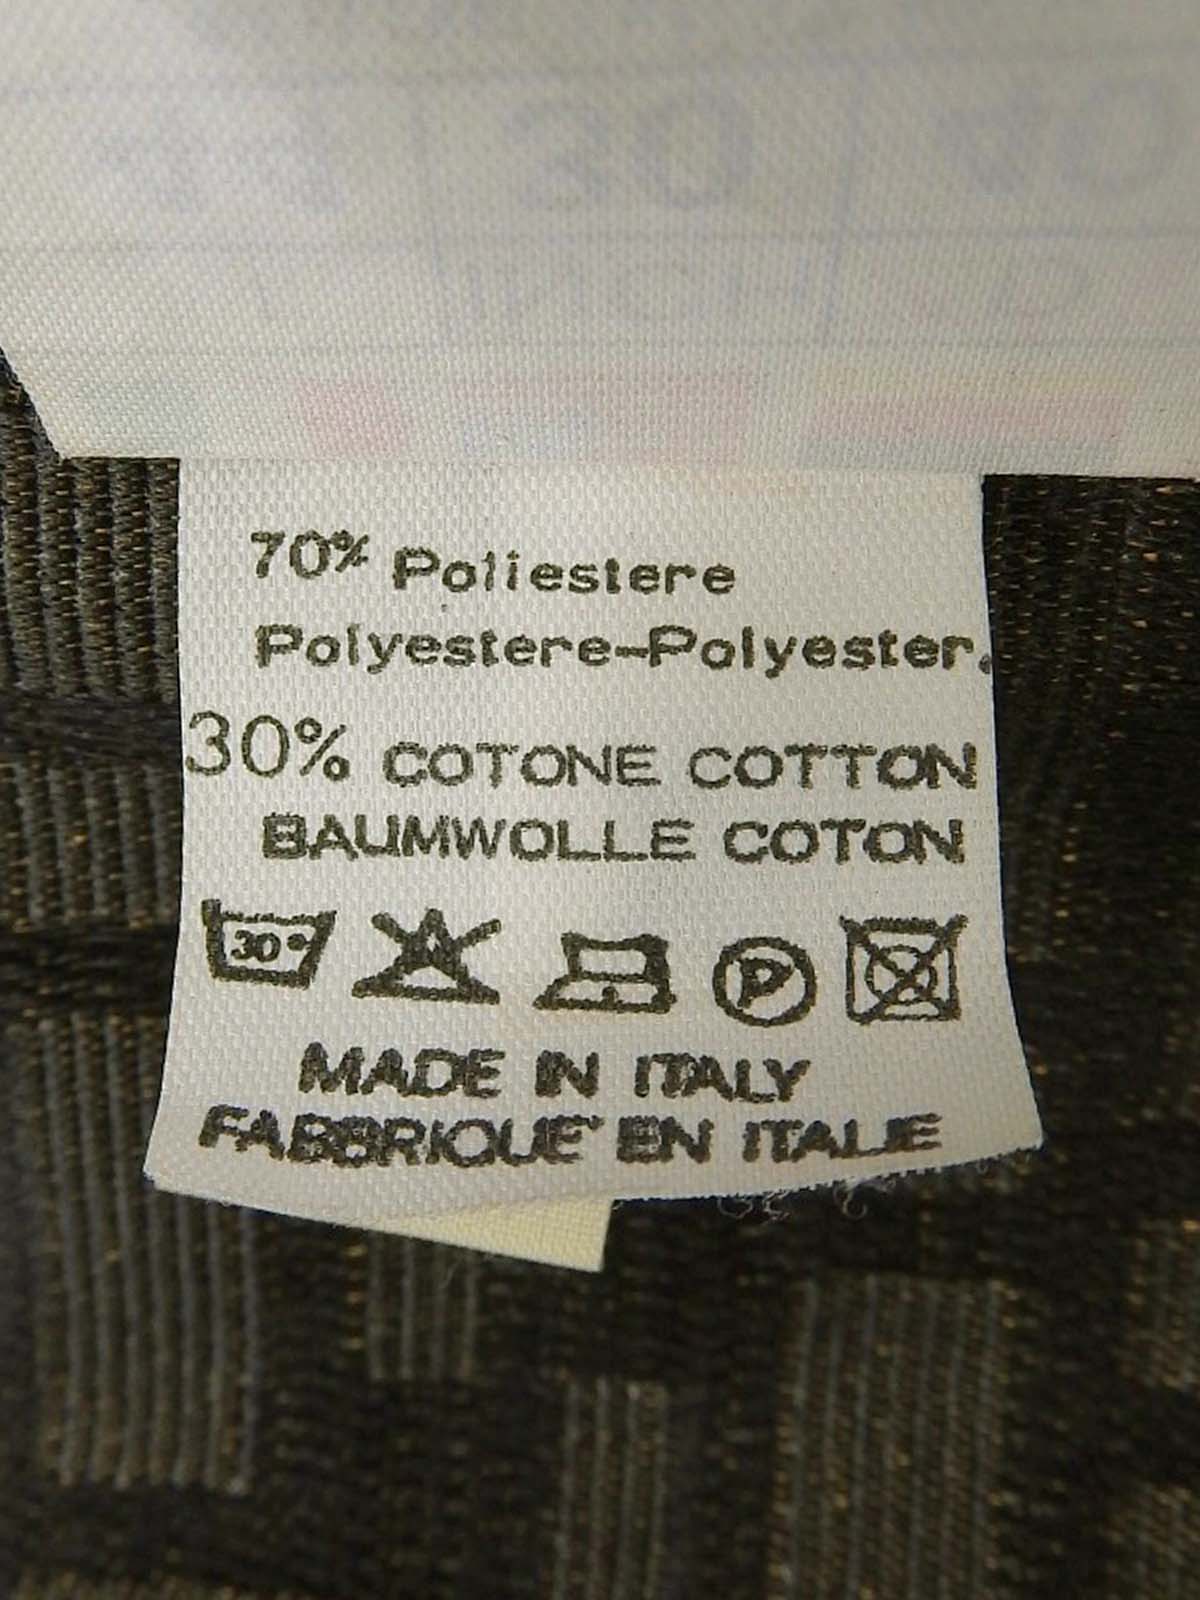 70% Poliestere
Polyestere-Polyester.
30% COTONE COTTON
BAUMWOLLE COTON
30°
P
MADE IN ITALY
FABBRIQUE' EN ITALIE